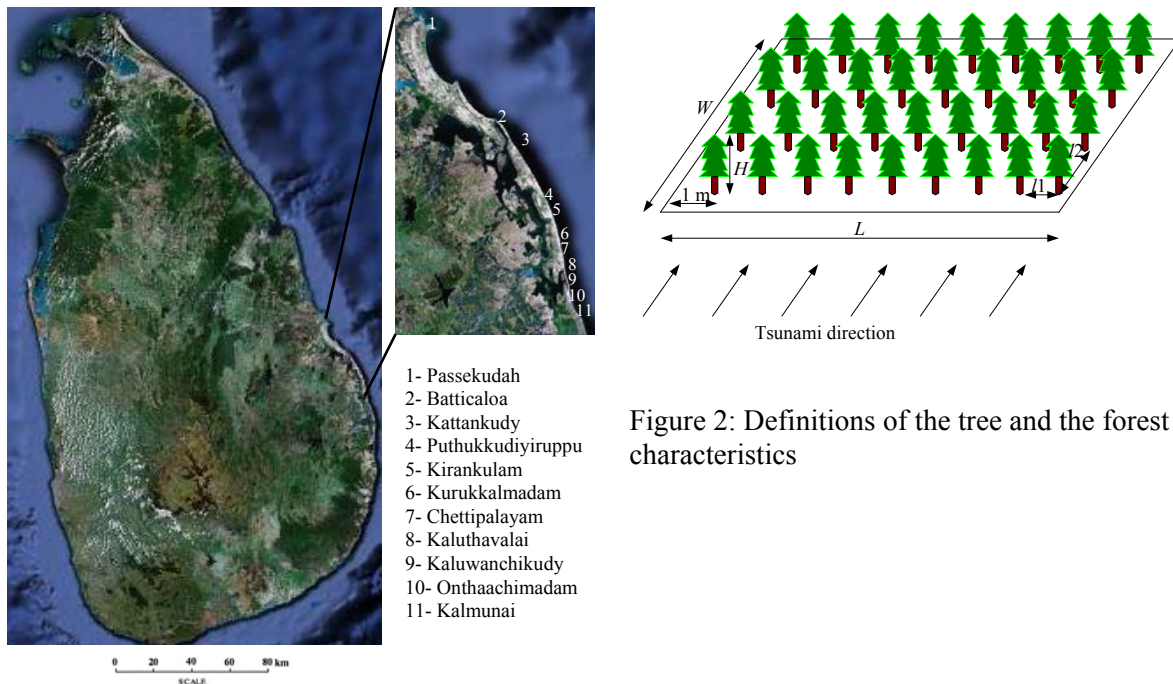 1
2
3
4
5
6
7
8
9
10
11
0 20 40 60 80 km
SCALE
1- Passekudah
2- Batticaloa
3- Kattankudy
4- Puthukkudiyiruppu
5- Kirankulam
6- Kurukkalmadam
7- Chettipalayam
8- Kaluthavalai
9- Kaluwanchikudy
10- Onthaachimadam
11- Kalmunai
W
H
1 m
l1
l2
L
Tsunami direction
Figure 2: Definitions of the tree and the forest
characteristics